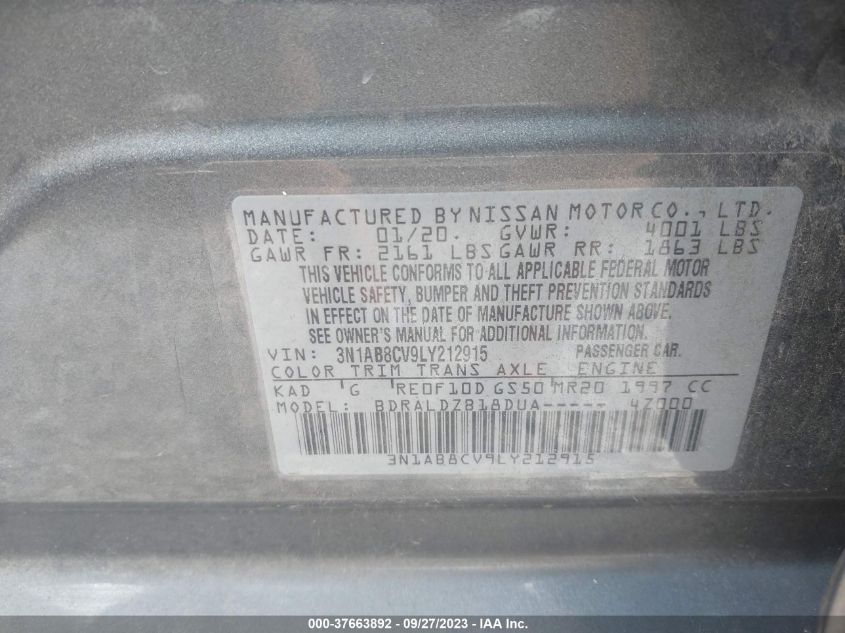 MANUFACTURED BY NISSAN MOTOR CO., LTD.
DATE: 01/20. GVWR: 4001 LBS
GAWR FR: 2161 LBS GAWR RR: 1863 LBS
THIS VEHICLE CONFORMS TO ALL APPLICABLE FEDERAL MOTOR
VEHICLE SAFETY, BUMPER AND THEFT PREVENTION STANDARDS
IN EFFECT ON THE DATE OF MANUFACTURE SHOWN ABOVE.
SEE OWNER'S MANUAL FOR ADDITIONAL INFORMATION.
VIN: 3N1AB8CV9LY212915 PASSENGER CAR.
COLOR TRIM TRANS AXLE ENGINE
KAD G RE0F10D GS50 MR20 1997 CC
MODEL: BDRALDZB18DUA----- 4Z000
3N1AB8CV9LY212915
000-37663892 - 09/27/2023 - IAA Inc.